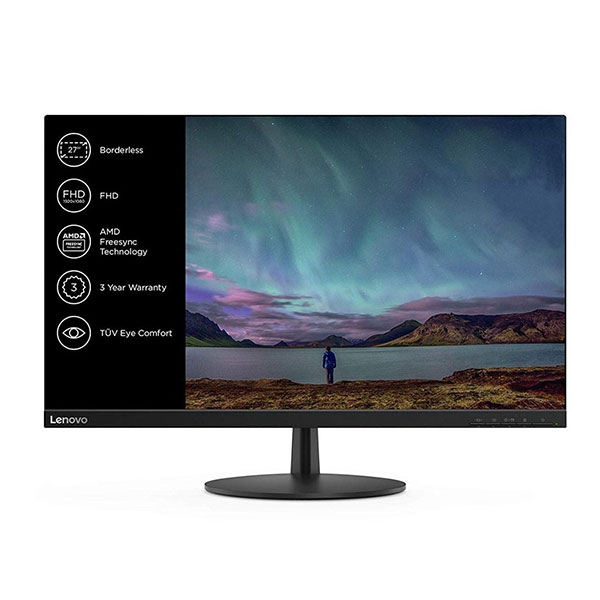 27"
Borderless
FHD
1920x1080
FHD
AMD
FREESYNC
AMD
Freesync
Technology
3
3 Year Warranty
TÜV Eye Comfort
Lenovo